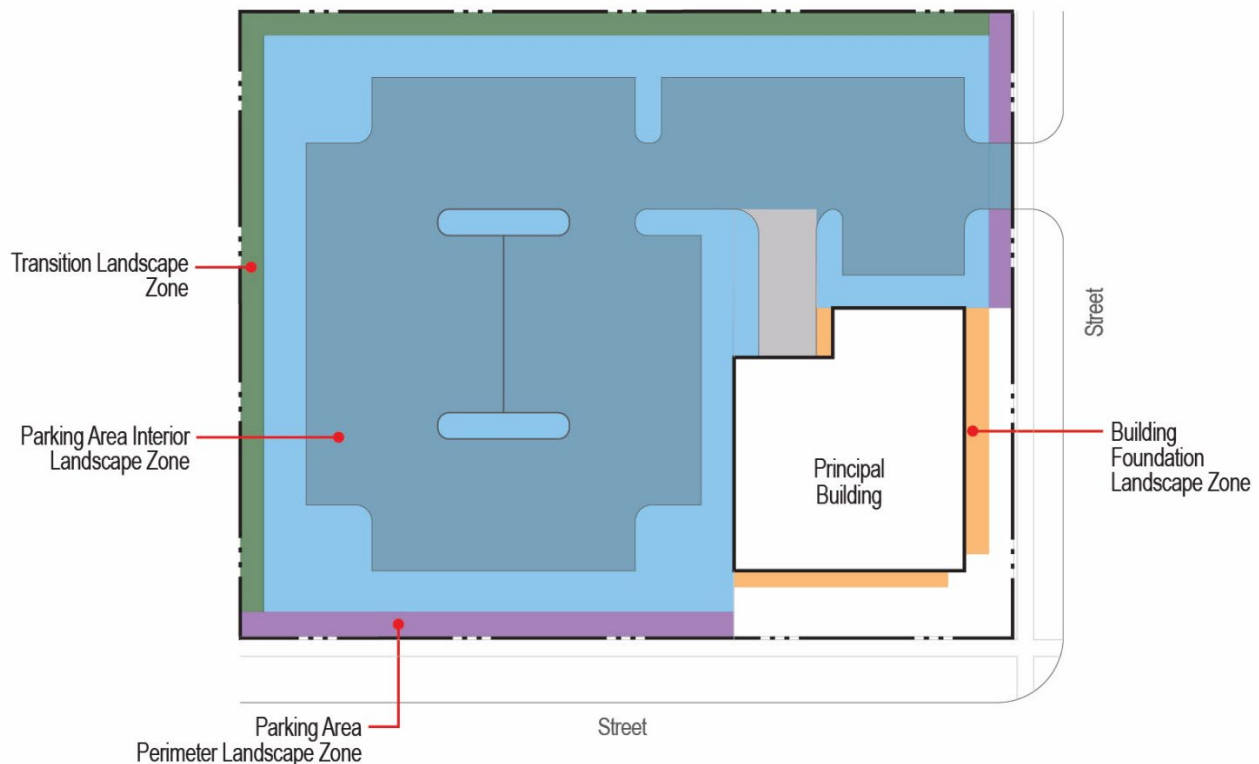 Transition Landscape
Zone
Street
Parking Area Interior
Landscape Zone
Building
Foundation
Landscape Zone
Principal
Building
Street
Parking Area
Perimeter Landscape Zone